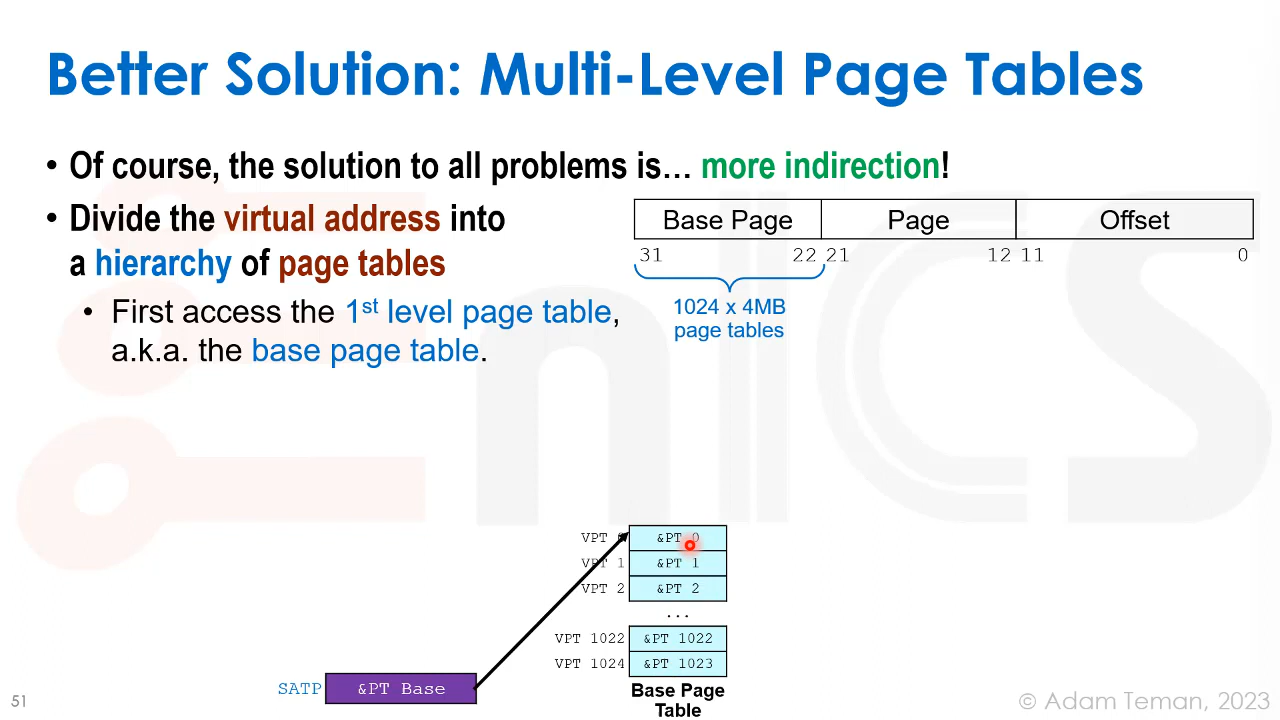 Better Solution: Multi-Level Page Tables
• Of course, the solution to all problems is… more indirection!
• Divide the virtual address into
a hierarchy of page tables
• First access the 1st level page table,
a.k.a. the base page table.
Base Page Page Offset
31 22 21 12 11 0
1024 x 4MB
page tables
VPT 0 &PT 0
VPT 1 &PT 1
VPT 2 &PT 2
...
VPT 1022 &PT 1022
VPT 1024 &PT 1023
Base Page
Table
SATP &PT Base
51
© Adam Teman, 2023
enICS